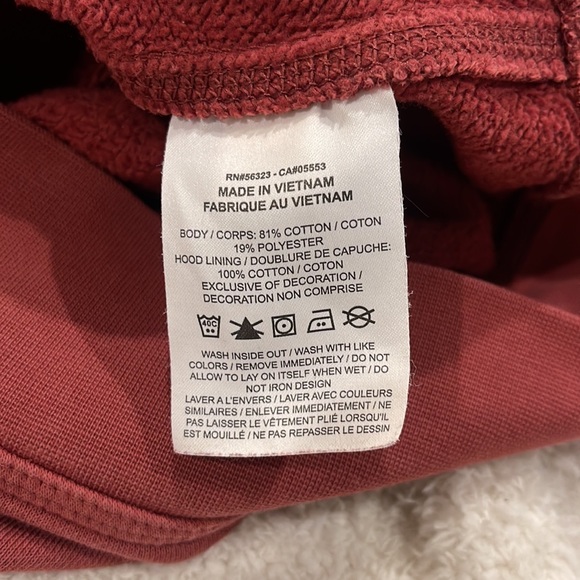 RN#56323 - CA#05553
MADE IN VIETNAM
FABRIQUE AU VIETNAM
BODY / CORPS: 81% COTTON / COTON
19% POLYESTER
HOOD LINING / DOUBLURE DE CAPUCHE:
100% COTTON / COTON
EXCLUSIVE OF DECORATION /
DECORATION NON COMPRISE
40C
WASH INSIDE OUT / WASH WITH LIKE
COLORS / REMOVE IMMEDIATELY / DO NOT
ALLOW TO LAY ON ITSELF WHEN WET / DO
NOT IRON DESIGN
LAVER A L'ENVERS / LAVER AVEC COULEURS
SIMILAIRES / ENLEVER IMMEDIATEMENT / NE
PAS LAISSER LE VÊTEMENT PLIÉ LORSQU'IL
EST MOUILLÉ / NE PAS REPASSER LE DESSIN